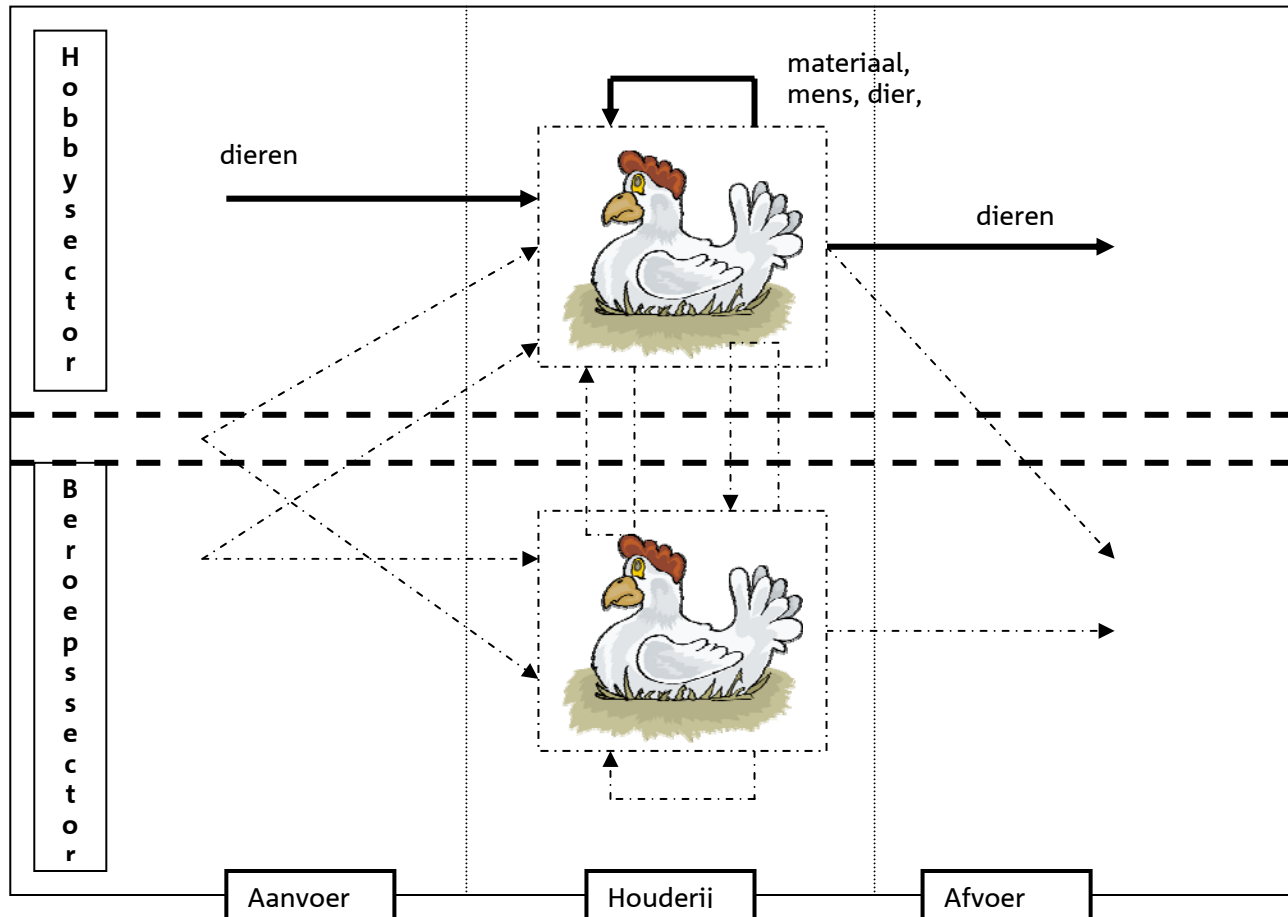 Hobbysector
materiaal,
mens, dier,
dieren
dieren
Beroepssector
Aanvoer
Houderij
Afvoer